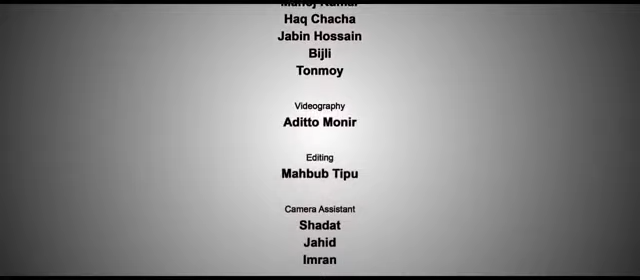 Haq Chacha
Jabin Hossain
Bijli
Tonmoy
Videography
Aditto Monir
Editing
Mahbub Tipu
Camera Assistant
Shadat
Jahid
Imran